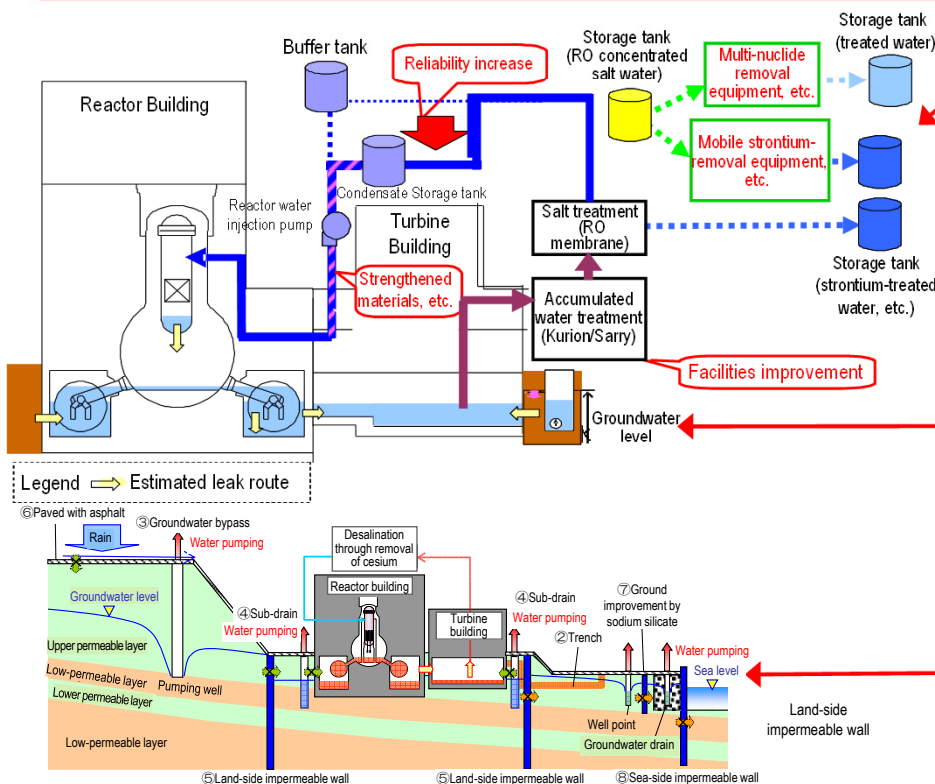 Buffer tank
Reliability increase
Storage tank
(RO concentrated
salt water)
Multi-nuclide
removal
equipment, etc.
Storage tank
(treated water)
Reactor Building
Mobile strontium-
removal equipment,
etc.
Condensate Storage tank
Reactor water
injection pump
Turbine
Building
Salt treatment
(RO
membrane)
Storage tank
(strontium-treated
water, etc.)
Strengthened
materials, etc.
Accumulated
water treatment
(Kurion/Sarry)
Facilities improvement
Groundwater
level
Legend Estimated leak route
⑥Paved with asphalt
Rain
③Groundwater bypass
Water pumping
Desalination
through removal
of cesium
Reactor building
Turbine
building
Groundwater level
④Sub-drain
Water pumping
④Sub-drain
Water pumping
②Trench
⑦Ground
improvement by
sodium silicate
Water pumping
Sea level
Upper permeable layer
Low-permeable layer
Pumping well
Lower permeable layer
Low-permeable layer
Well point
Groundwater drain
Land-side
impermeable wall
⑤Land-side impermeable wall
⑤Land-side impermeable wall
⑧Sea-side impermeable wall